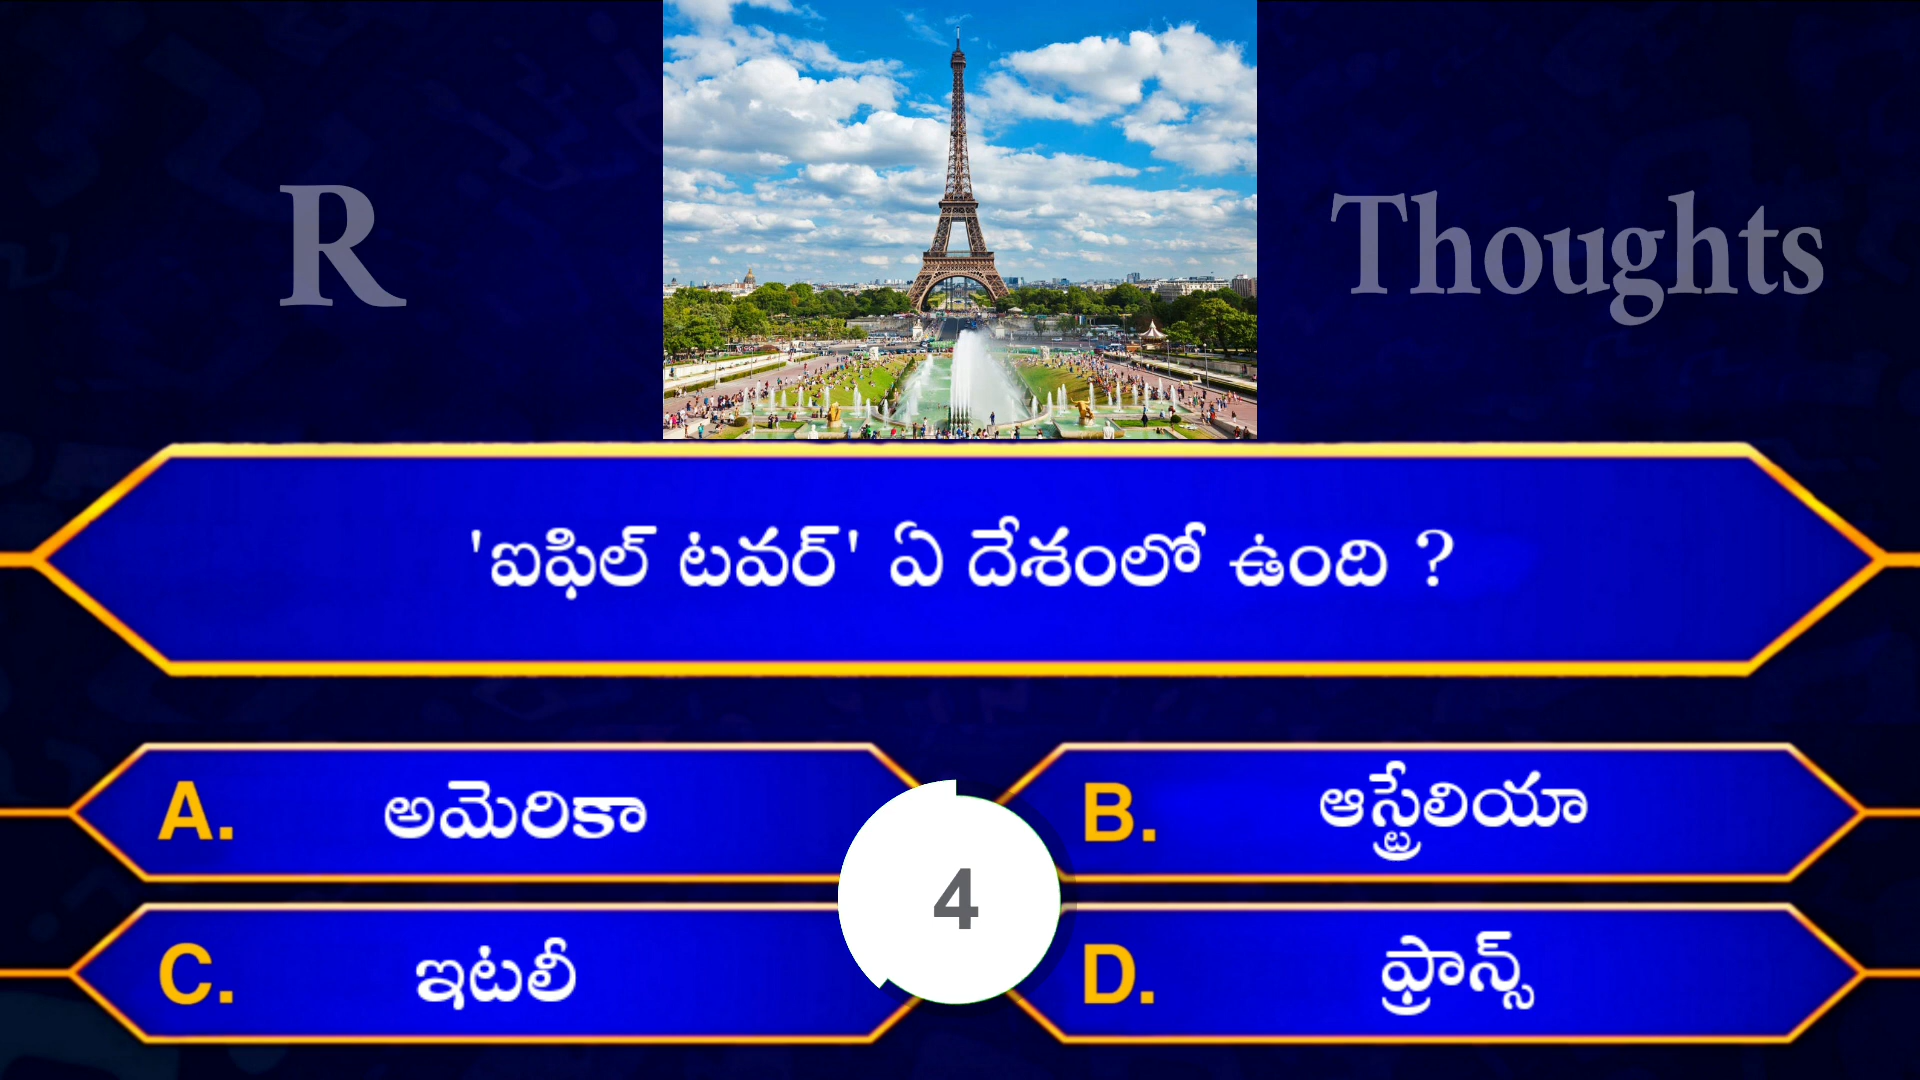 R Thoughts
'ఐఫిల్ టవర్' ఏ దేశంలో ఉంది ?
A. అమెరికా
B. ఆస్ట్రేలియా
4
C. ఇటలీ
D. ఫ్రాన్స్